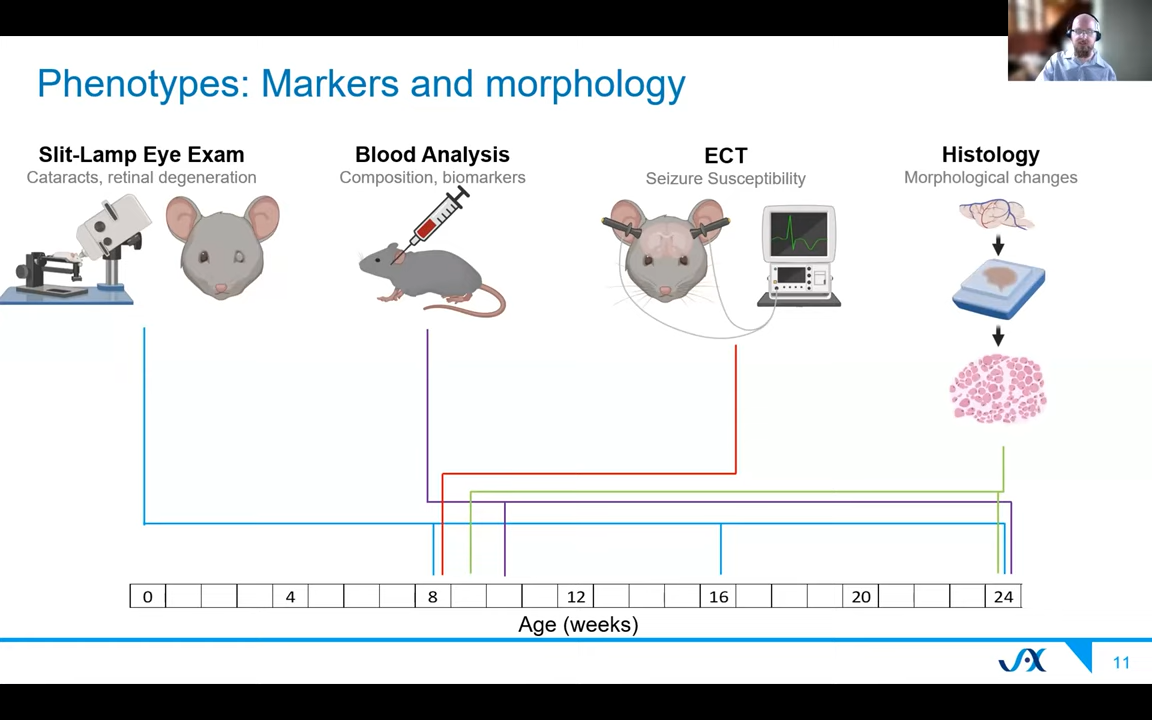 Phenotypes: Markers and morphology
Slit-Lamp Eye Exam
Cataracts, retinal degeneration
Blood Analysis
Composition, biomarkers
ECT
Seizure Susceptibility
Histology
Morphological changes
0 4 8 12 16 20 24
Age (weeks)
JAX
11